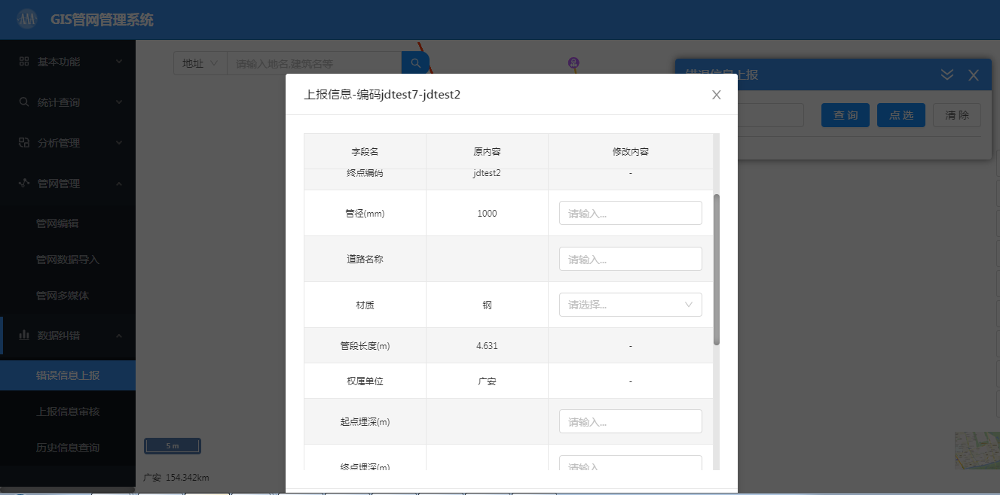 GIS管网管理系统
基本功能
统计查询
分析管理
管网管理
管网编辑
管网数据导入
管网多媒体
数据纠错
错误信息上报
上报信息审核
历史信息查询
地址 请输入地名,建筑名等
错误信息上报
查 询 点 选 清 除
上报信息-编码jdtest7-jdtest2
字段名 原内容 修改内容
终点编码 jdtest2 -
管径(mm) 1000 请输入...
道路名称 请输入...
材质 钢 请选择...
管段长度(m) 4.631 -
权属单位 广安 -
起点埋深(m) 请输入...
终点埋深(m) 请输入...
5 m
广安 154.342km